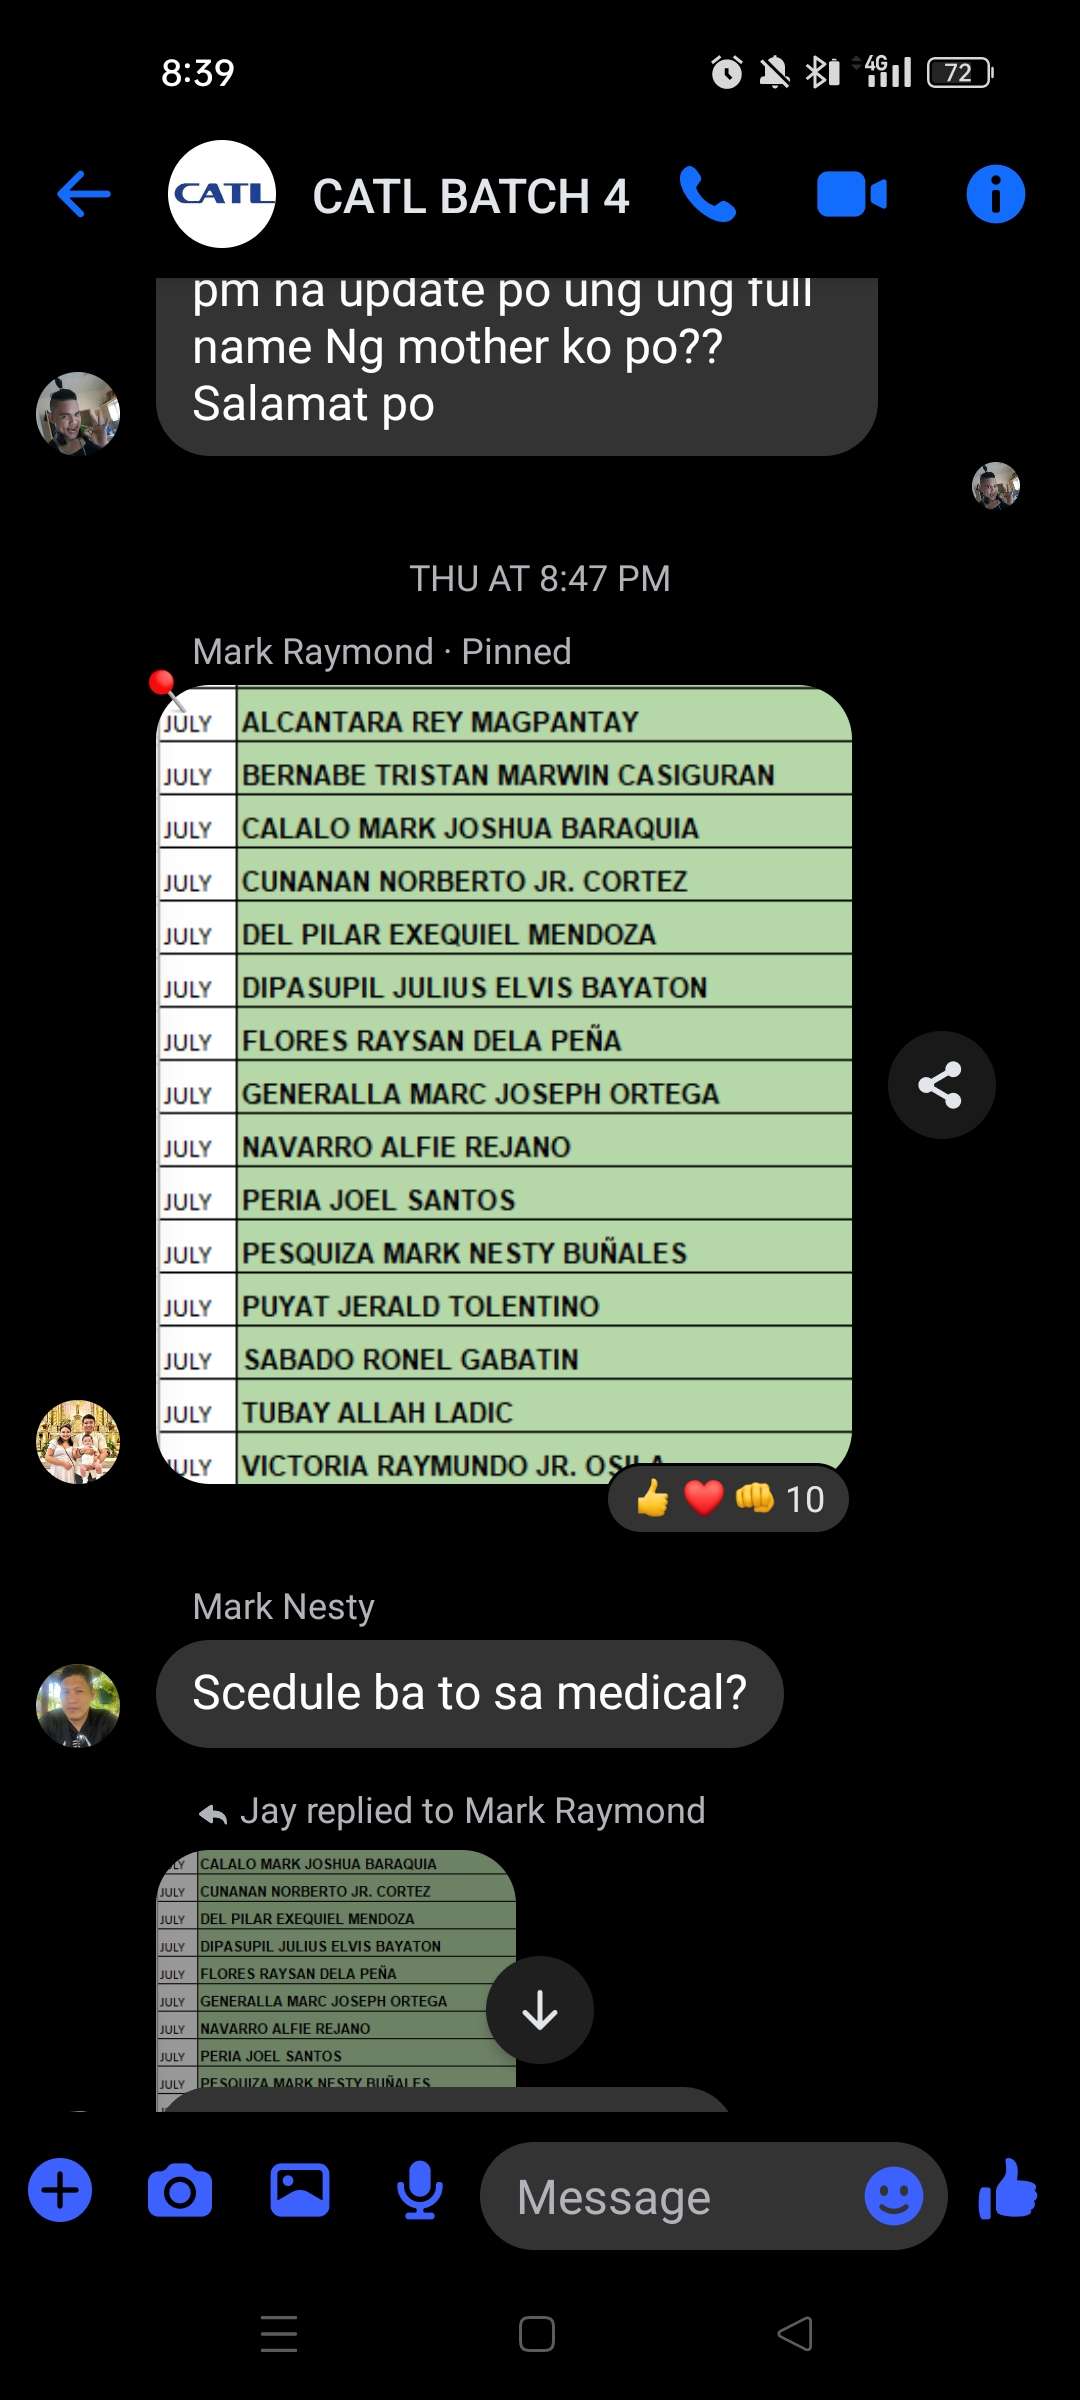 8:39
4G
72
CATL
CATL BATCH 4
pm na update po ung ung full
name Ng mother ko po??
Salamat po
THU AT 8:47 PM
Mark Raymond · Pinned
JULY ALCANTARA REY MAGPANTAY
JULY BERNABE TRISTAN MARWIN CASIGURAN
JULY CALALO MARK JOSHUA BARAQUIA
JULY CUNANAN NORBERTO JR. CORTEZ
JULY DEL PILAR EXEQUIEL MENDOZA
JULY DIPASUPIL JULIUS ELVIS BAYATON
JULY FLORES RAYSAN DELA PEÑA
JULY GENERALLA MARC JOSEPH ORTEGA
JULY NAVARRO ALFIE REJANO
JULY PERIA JOEL SANTOS
JULY PESQUIZA MARK NESTY BUÑALES
JULY PUYAT JERALD TOLENTINO
JULY SABADO RONEL GABATIN
JULY TUBAY ALLAH LADIC
JULY VICTORIA RAYMUNDO JR. OSILA
10
Mark Nesty
Scedule ba to sa medical?
Jay replied to Mark Raymond
LY CALALO MARK JOSHUA BARAQUIA
JULY CUNANAN NORBERTO JR. CORTEZ
JULY DEL PILAR EXEQUIEL MENDOZA
JULY DIPASUPIL JULIUS ELVIS BAYATON
JULY FLORES RAYSAN DELA PEÑA
JULY GENERALLA MARC JOSEPH ORTEGA
JULY NAVARRO ALFIE REJANO
JULY PERIA JOEL SANTOS
JULY PESQUIZA MARK NESTY BUÑALES
Message